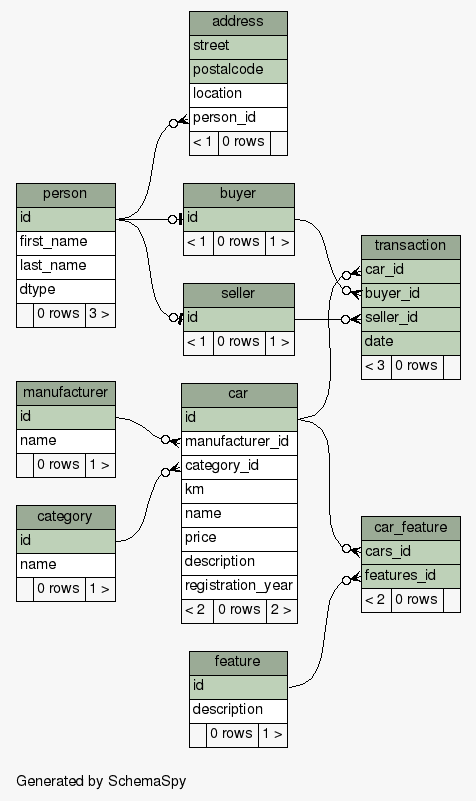 address
street
postalcode
location
person_id
< 1 0 rows
person
id
first_name
last_name
dtype
0 rows 3 >
buyer
id
< 1 0 rows 1 >
seller
id
< 1 0 rows 1 >
transaction
car_id
buyer_id
seller_id
date
< 3 0 rows
manufacturer
id
name
0 rows 1 >
category
id
name
0 rows 1 >
car
id
manufacturer_id
category_id
km
name
price
description
registration_year
< 2 0 rows 2 >
car_feature
cars_id
features_id
< 2 0 rows
feature
id
description
0 rows 1 >
Generated by SchemaSpy